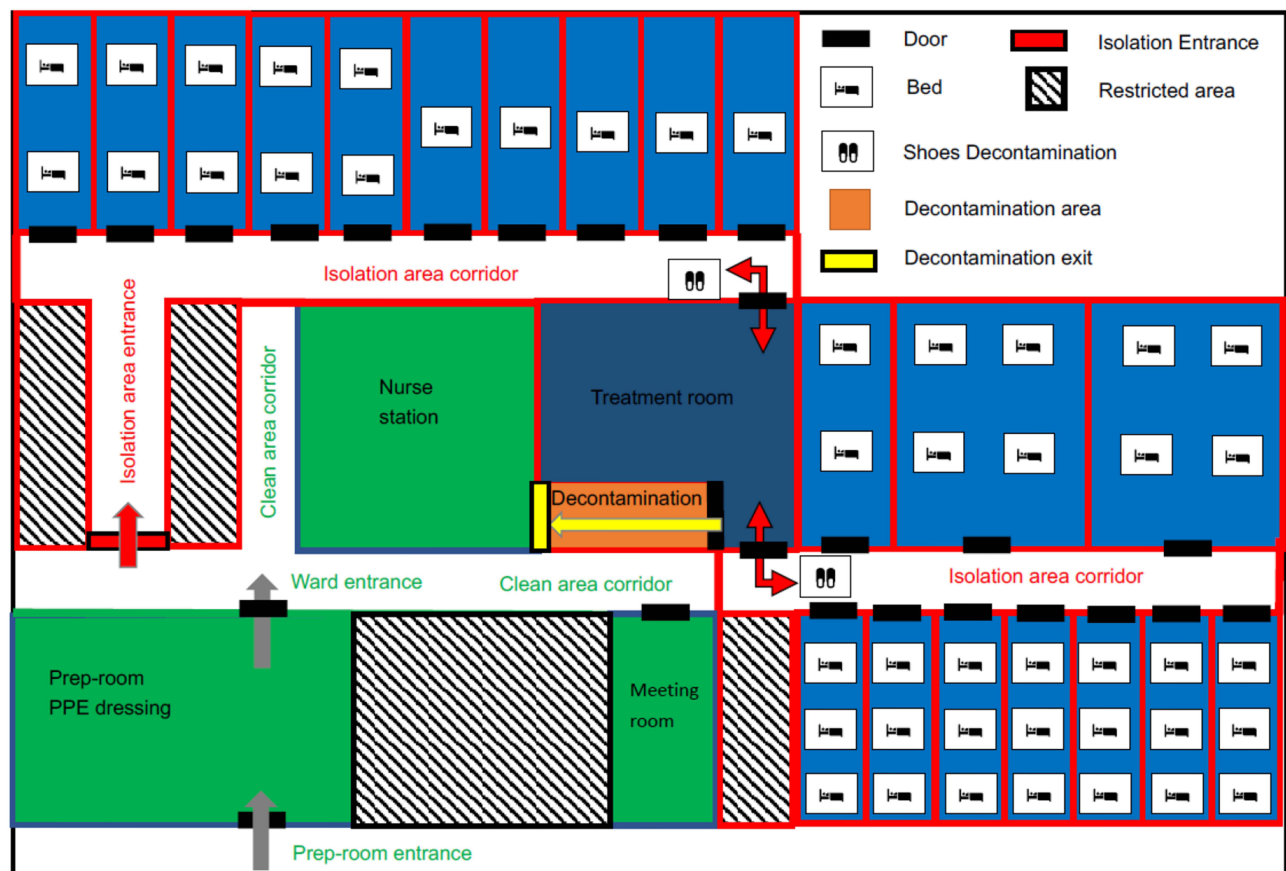 Door
Isolation Entrance
Bed
Restricted area
Shoes Decontamination
Decontamination area
Decontamination exit
Isolation area corridor
Isolation area entrance
Clean area corridor
Nurse
station
Treatment room
Decontamination
Ward entrance
Clean area corridor
Isolation area corridor
Prep-room
PPE dressing
Meeting
room
Prep-room entrance